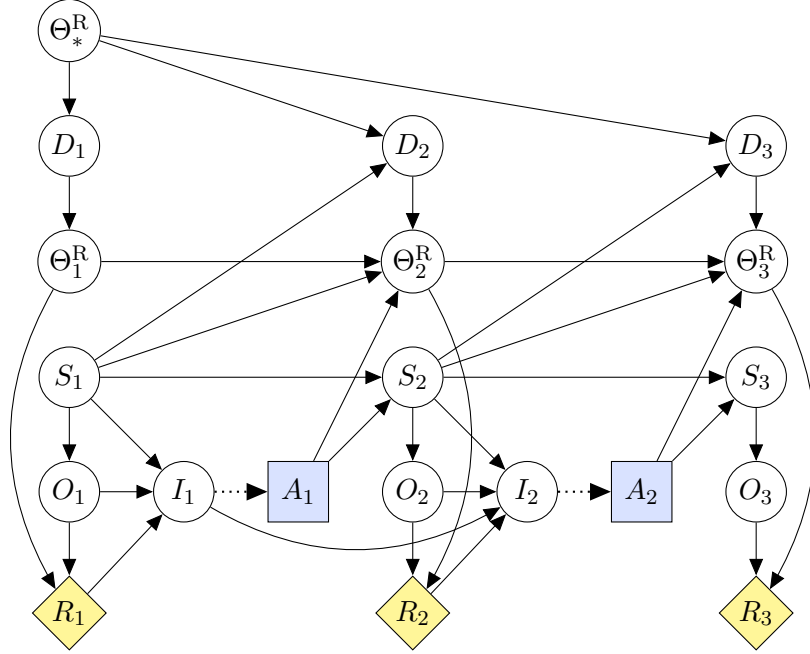 Θ^R_*
D_1 D_2 D_3
Θ^R_1 Θ^R_2 Θ^R_3
S_1 S_2 S_3
O_1 I_1 A_1 O_2 I_2 A_2 O_3
R_1 R_2 R_3